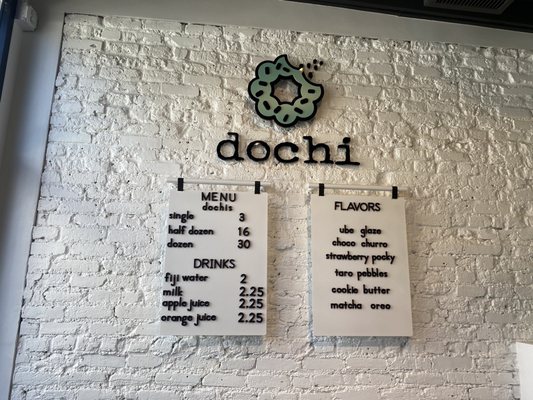 dochi
MENU
dochis
single 3
half dozen 16
dozen 30
DRINKS
fiji water 2
milk 2.25
apple juice 2.25
orange juice 2.25
FLAVORS
ube glaze
choco churro
strawberry pocky
taro pebbles
cookie butter
matcha oreo